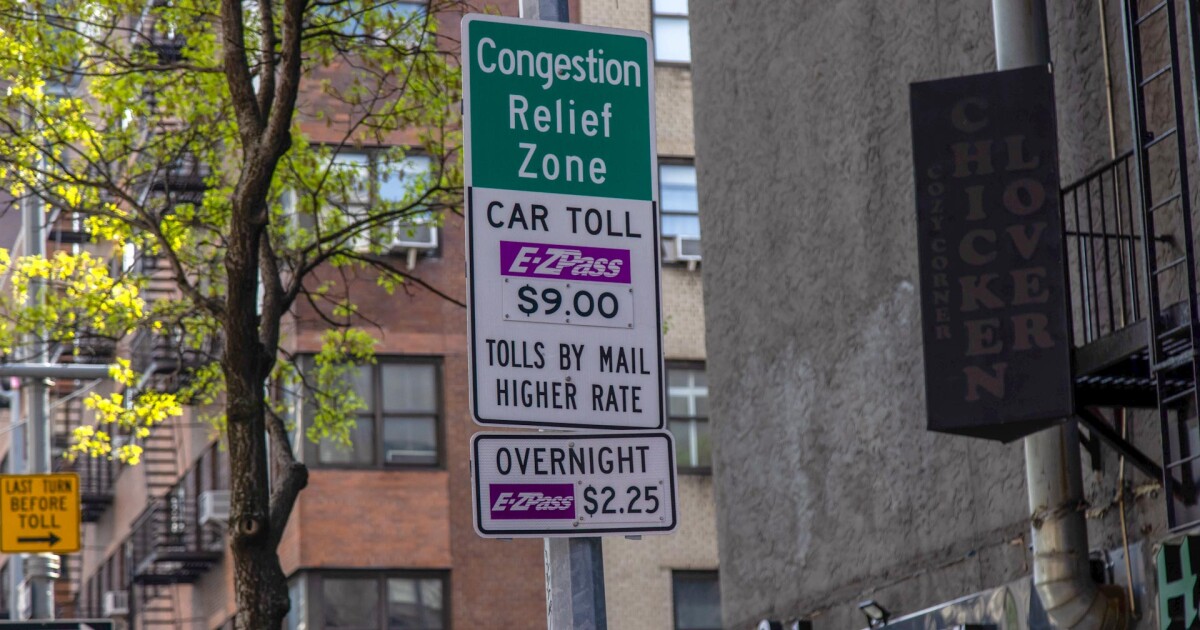 Congestion
Relief
Zone
CAR TOLL
E-ZPass
$9.00
TOLLS BY MAIL
HIGHER RATE
OVERNIGHT
E-ZPass $2.25
LAST TURN
BEFORE
TOLL
COZY CORNER
CHICKEN
LOVER